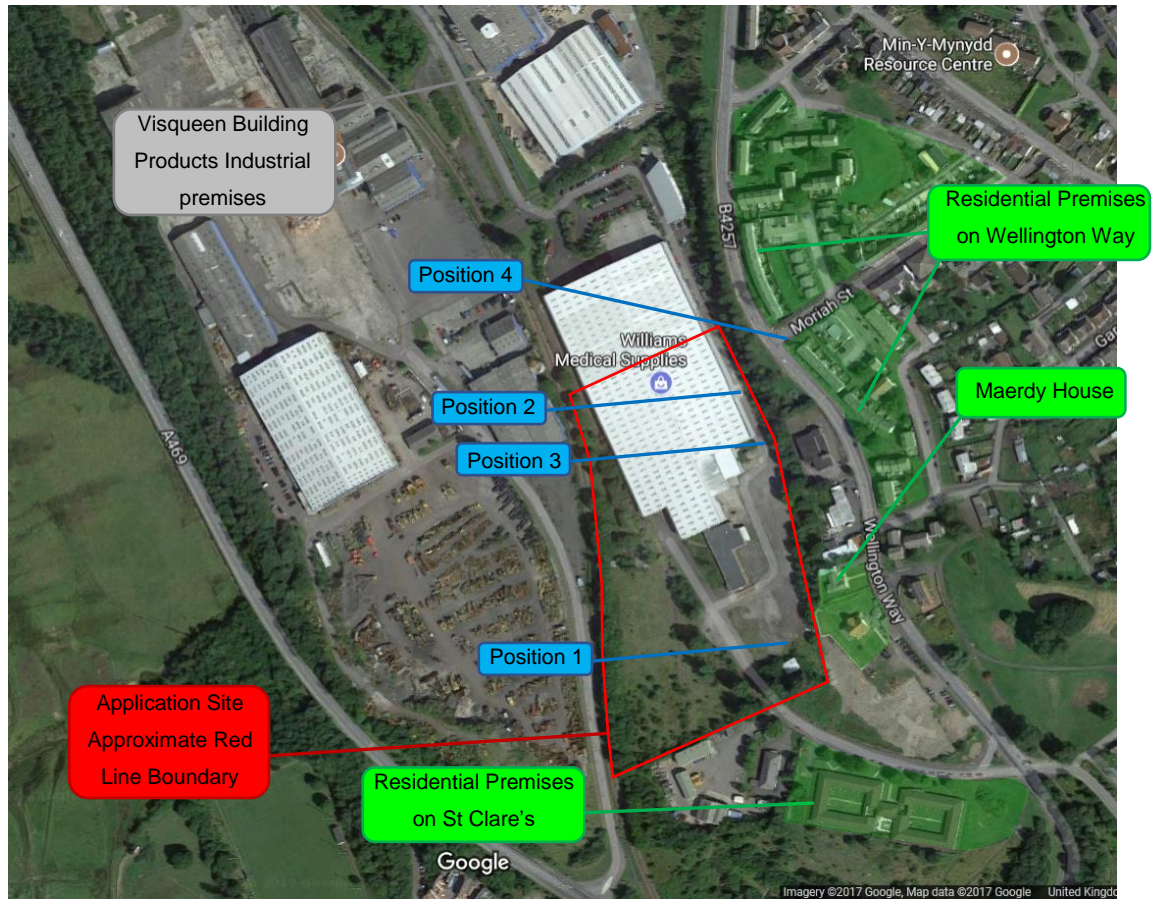 Min-Y-Mynydd
Resource Centre
Visqueen Building
Products Industrial
premises
B4257
Residential Premises
on Wellington Way
Position 4
Moriah St
Williams
Medical Supplies
Maerdy House
Position 2
Position 3
A469
Wellington Way
Position 1
Application Site
Approximate Red
Line Boundary
Residential Premises
on St Clare's
Google
Imagery ©2017 Google, Map data ©2017 Google United Kingdo